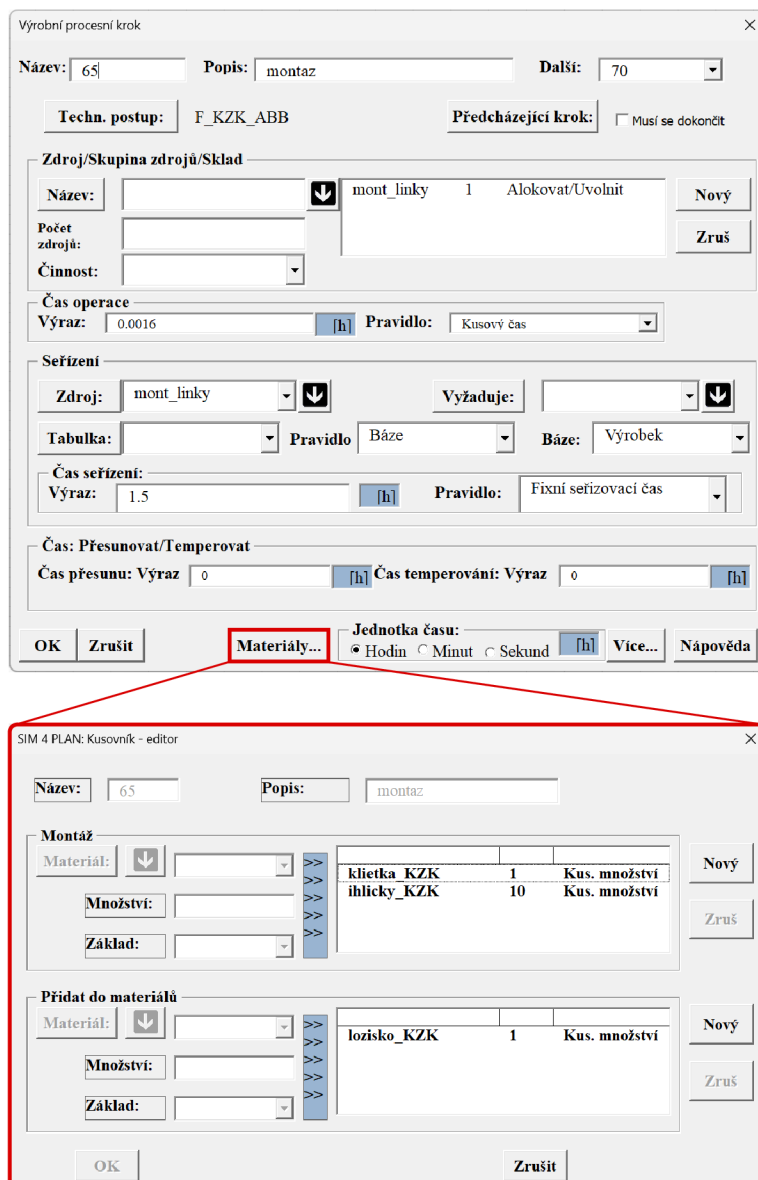 Výrobní procesní krok
Název: 65 Popis: montaz Další: 70
Techn. postup: F_KZK_ABB Předcházející krok: Musí se dokončit
Zdroj/Skupina zdrojů/Sklad
Název: mont_linky 1 Alokovat/Uvolnit Nový
Počet
zdrojů: Zruš
Činnost:
Čas operace
Výraz: 0.0016 [h] Pravidlo: Kusový čas
Seřízení
Zdroj: mont_linky Vyžaduje:
Tabulka: Pravidlo Báze Báze: Výrobek
Čas seřízení:
Výraz: 1.5 [h] Pravidlo: Fixní seřizovací čas
Čas: Přesunovat/Temperovat
Čas přesunu: Výraz 0 [h] Čas temperování: Výraz 0 [h]
Jednotka času:
OK Zrušit Materiály... Hodin Minut Sekund [h] Více... Nápověda
SIM 4 PLAN: Kusovník - editor
Název: 65 Popis: montaz
Montáž
Materiál: >> Nový
>> klietka_KZK 1 Kus. množství
Množství: >> ihlicky_KZK 10 Kus. množství
>> Zruš
Základ: >>
Přidat do materiálů
Materiál: >> Nový
>> lozisko_KZK 1 Kus. množství
Množství: >>
>> Zruš
Základ: >>
OK Zrušit